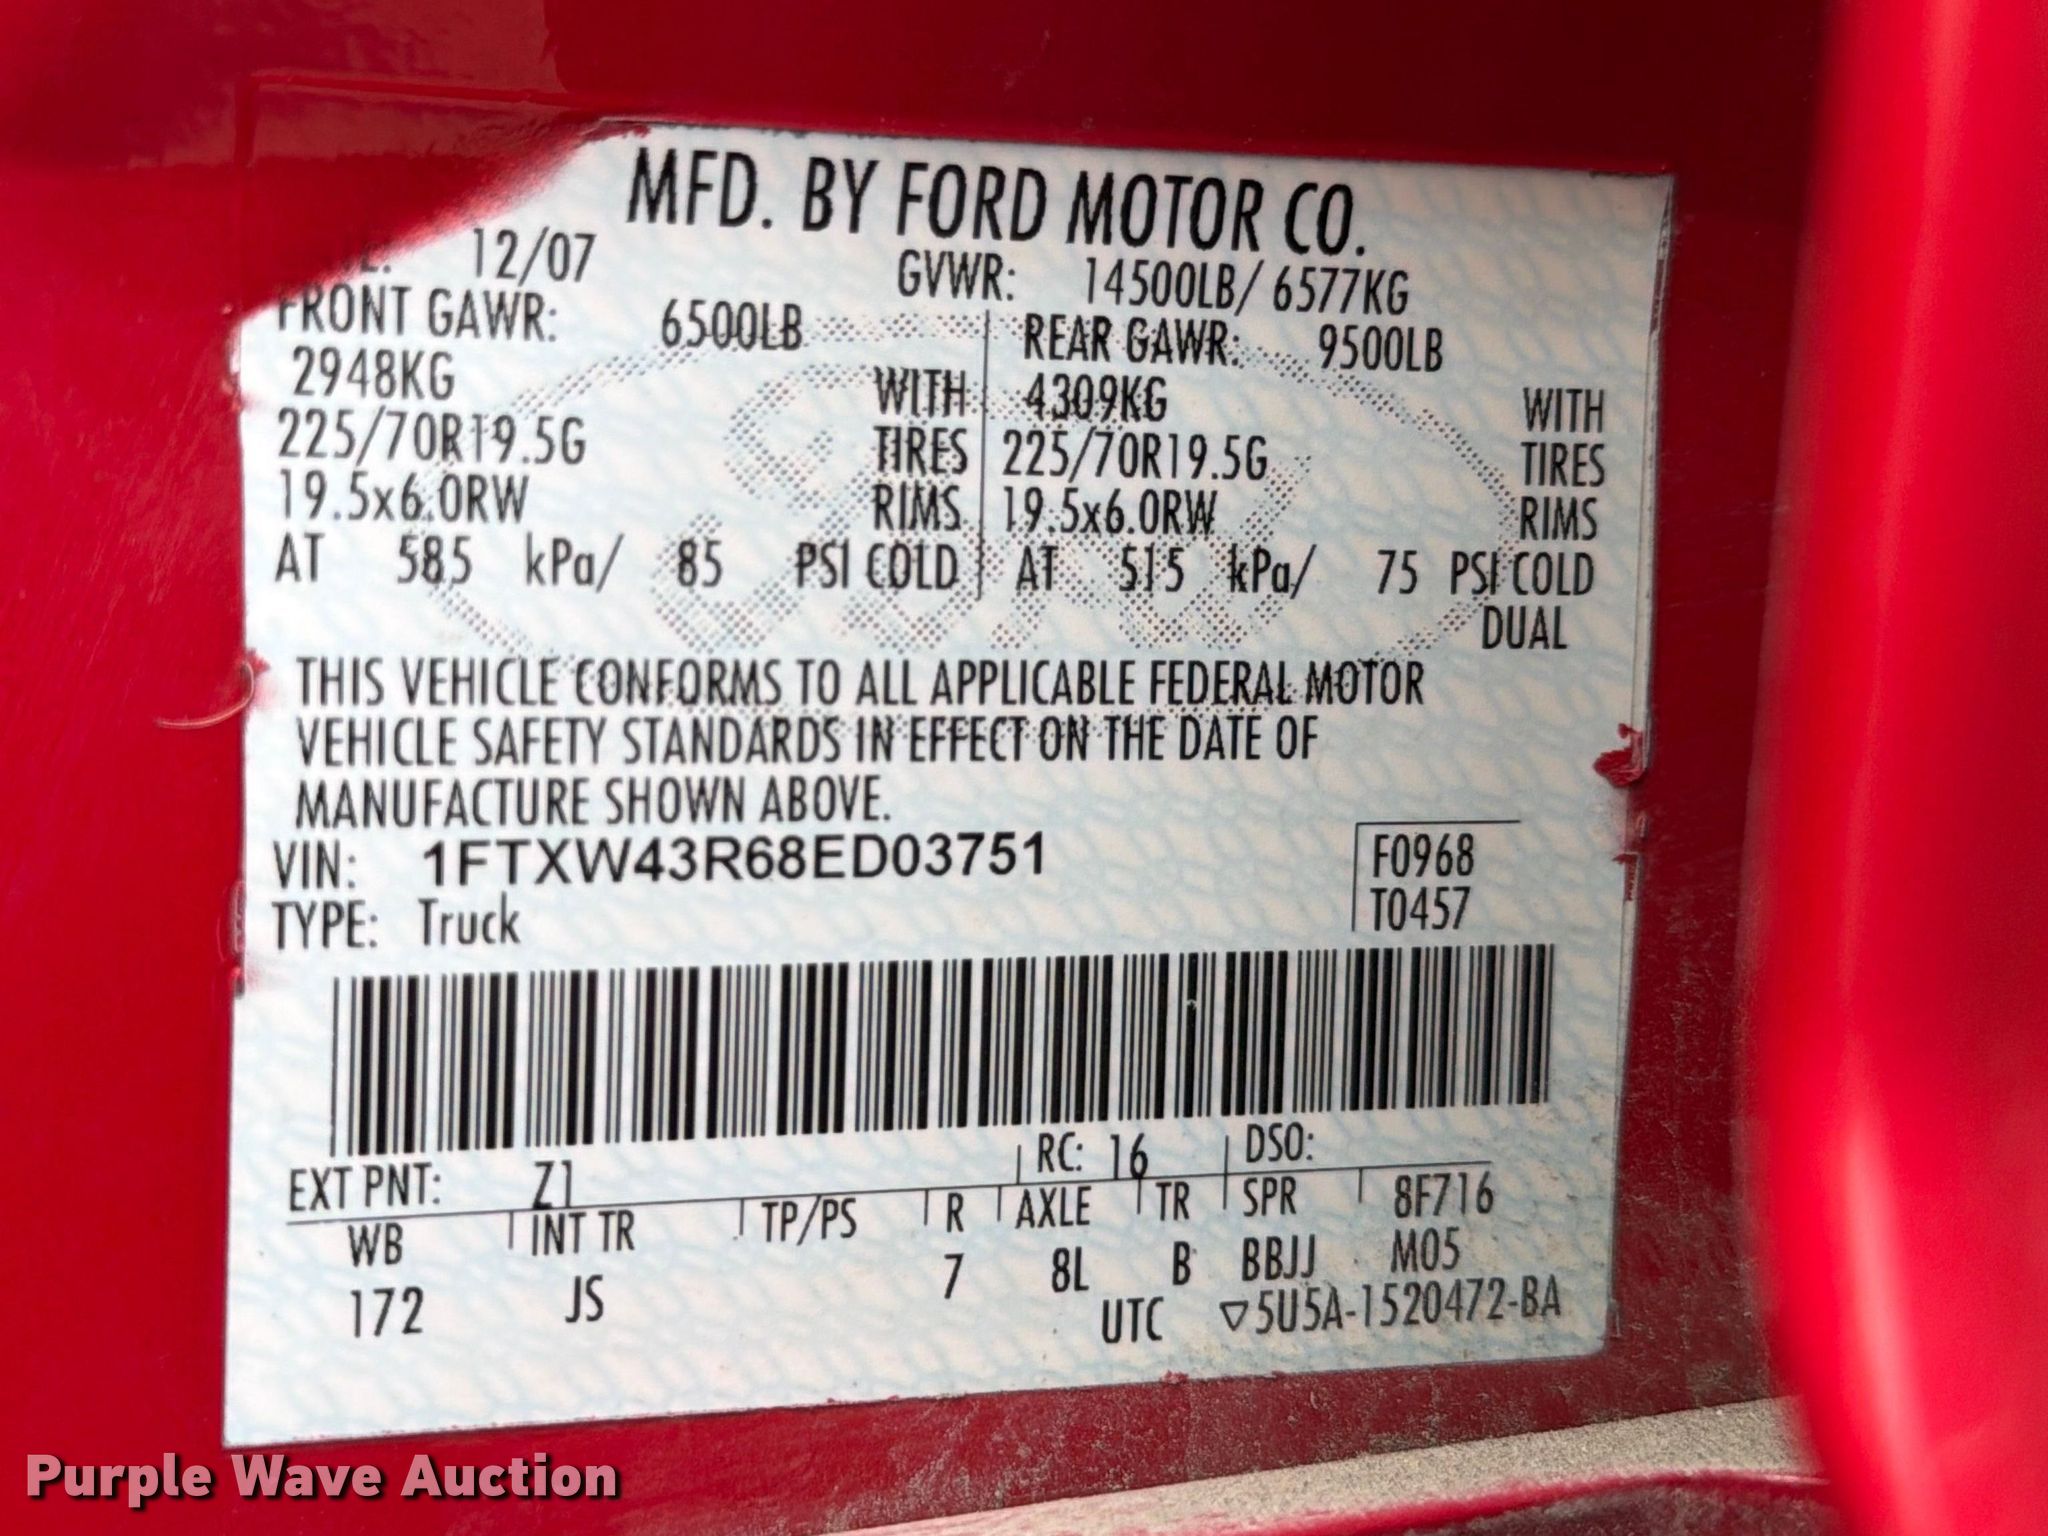 MFD. BY FORD MOTOR CO.
12/07 GVWR: 14500LB/ 6577KG
FRONT GAWR: 6500LB REAR GAWR: 9500LB
2948KG WITH 4309KG WITH
225/70R19.5G TIRES 225/70R19.5G TIRES
19.5x6.0RW RIMS 19.5x6.0RW RIMS
AT 585 kPa/ 85 PSI COLD AT 515 kPa/ 75 PSI COLD
DUAL
THIS VEHICLE CONFORMS TO ALL APPLICABLE FEDERAL MOTOR
VEHICLE SAFETY STANDARDS IN EFFECT ON THE DATE OF
MANUFACTURE SHOWN ABOVE.
VIN: 1FTXW43R68ED03751 F0968
TYPE: Truck T0457
EXT PNT: Z1 RC: 16 DSO:
WB INT TR TP/PS R AXLE TR SPR 8F716
172 JS 7 8L B BBJJ M05
UTC ▽5U5A-1520472-BA
Purple Wave Auction